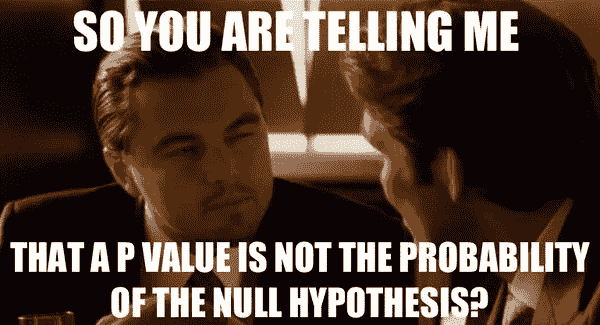 SO YOU ARE TELLING ME
THAT A P VALUE IS NOT THE PROBABILITY
OF THE NULL HYPOTHESIS?